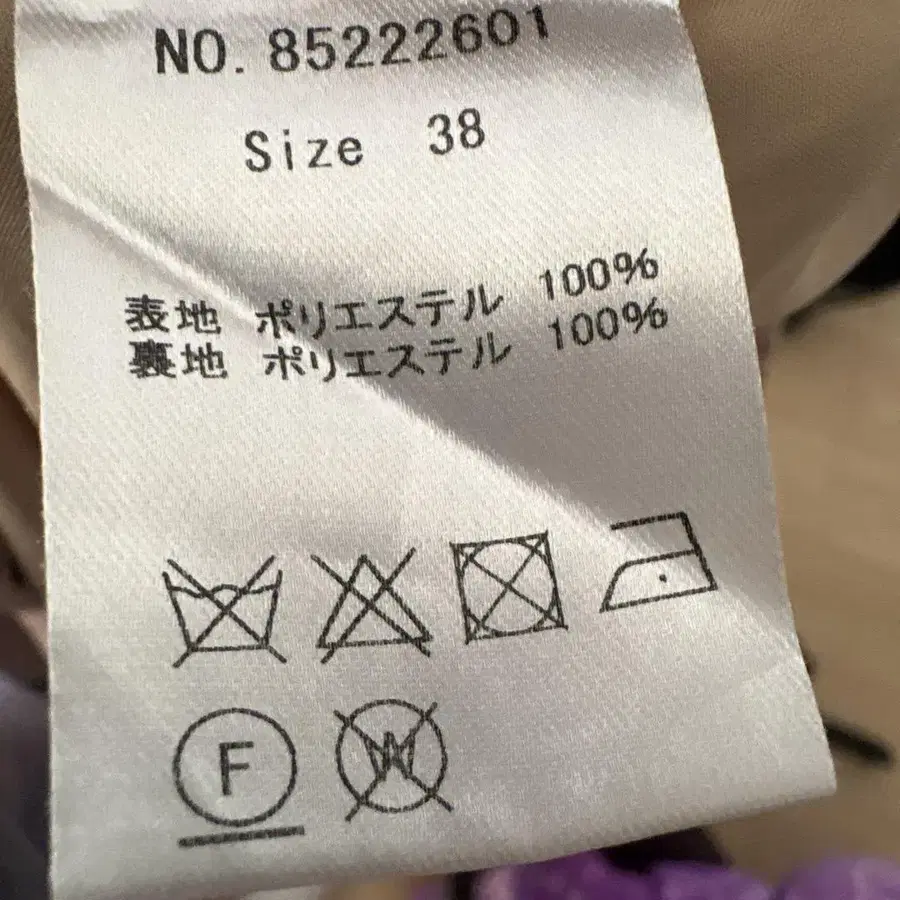 NO. 85222601
Size 38
表地 ポリエステル 100%
裏地 ポリエステル 100%
F
W